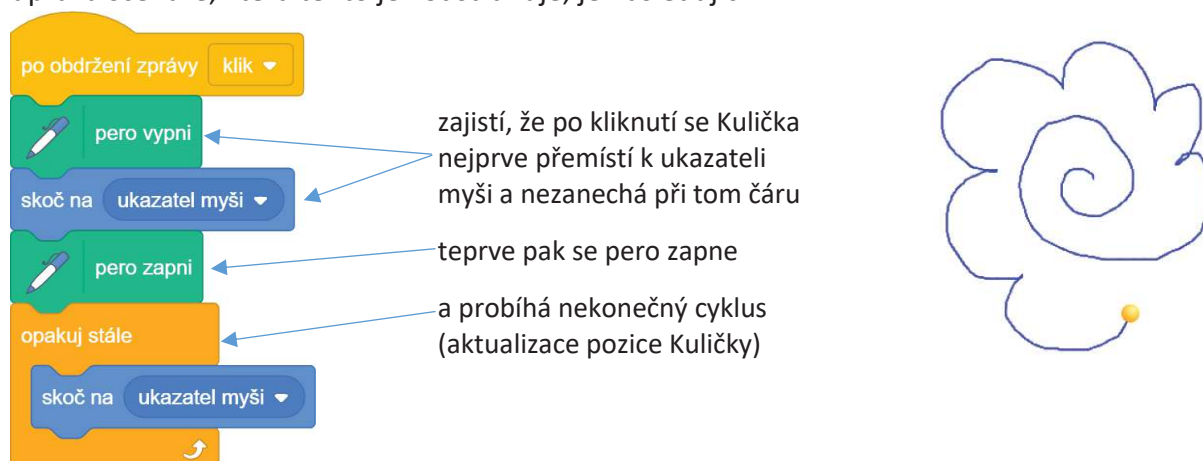 po obdržení zprávy klik
pero vypni
skoč na ukazatel myši
pero zapni
opakuj stále
skoč na ukazatel myši
zajistí, že po kliknutí se Kulička
nejprve přemístí k ukazateli
myši a nezanechá při tom čáru
teprve pak se pero zapne
a probíhá nekonečný cyklus
(aktualizace pozice Kuličky)